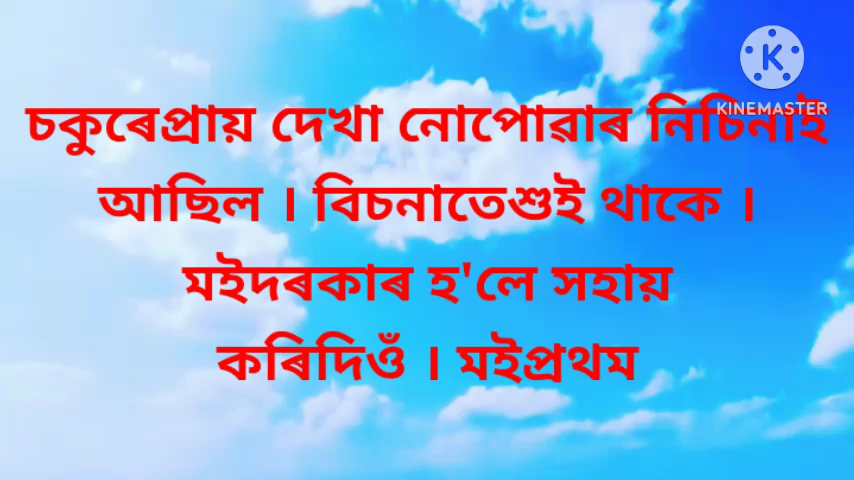 চকুৰেপ্ৰায় দেখা নোপোৱাৰ নিচিনাই
আছিল । বিচনাতেশুই থাকে ।
মইদৰকাৰ হ'লে সহায়
কৰিদিওঁ । মইপ্ৰথম
KINEMASTER